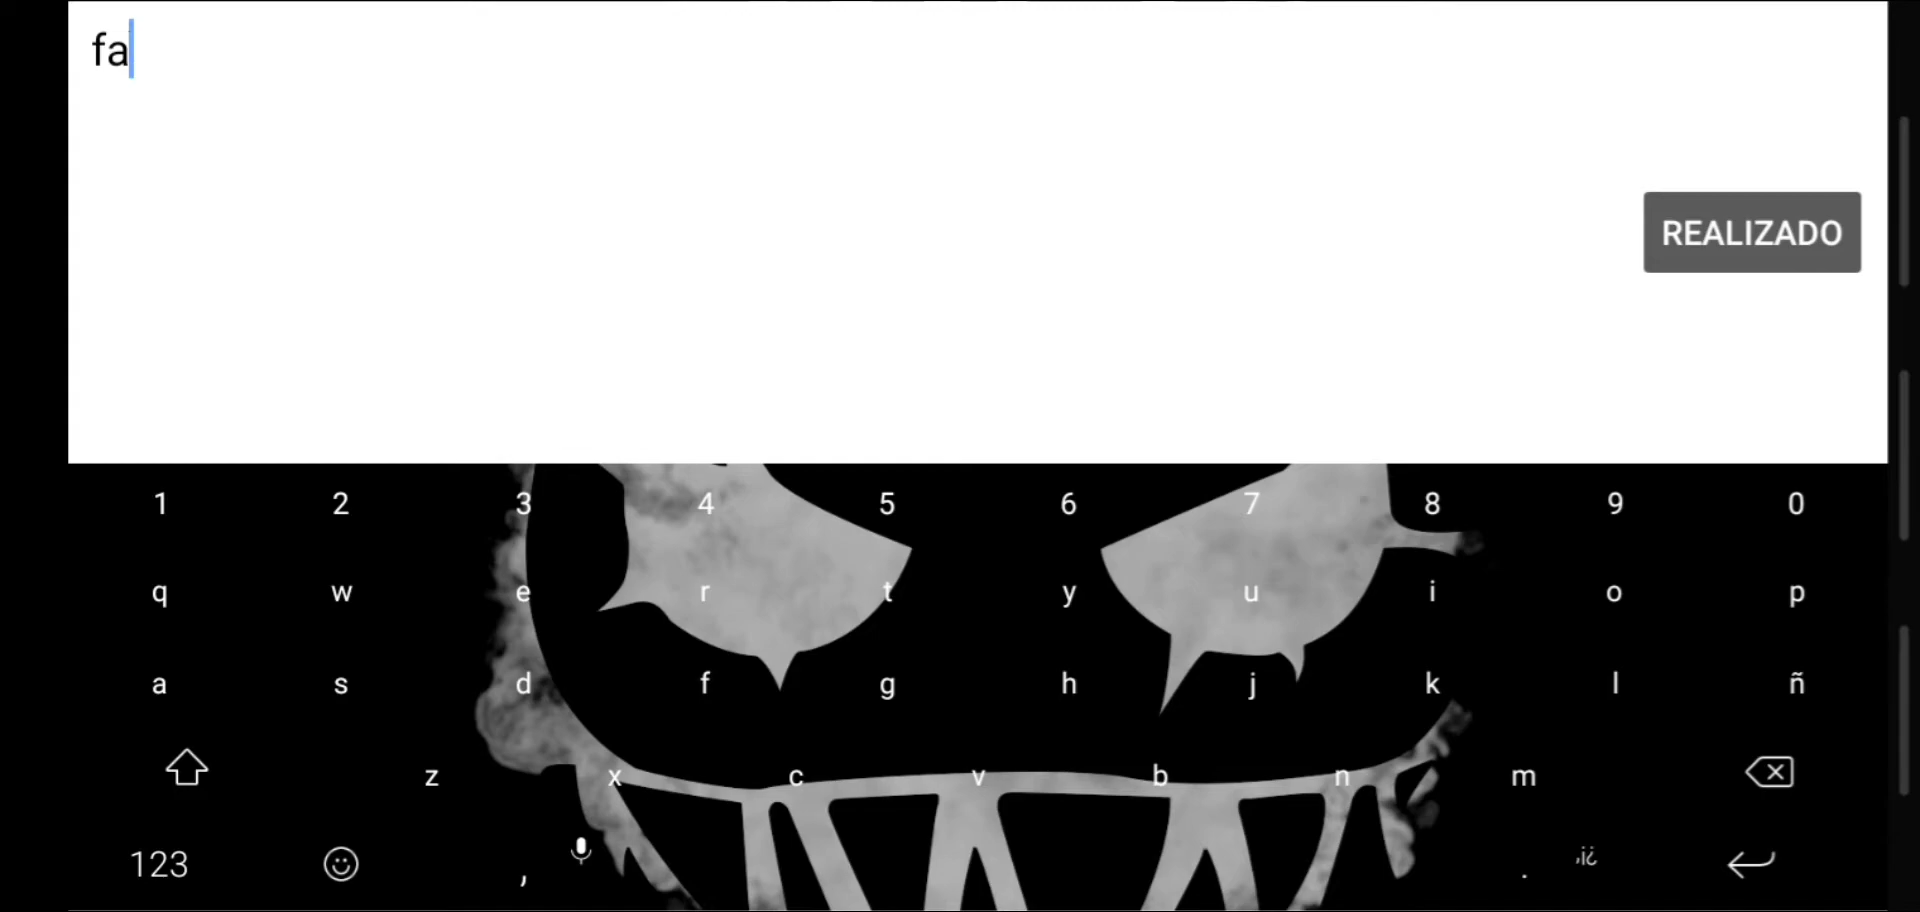 fa
REALIZADO
1 2 3 4 5 6 7 8 9 0
q w e r t y u i o p
a s d f g h j k l ñ
z x c v b n m
123 , . ,¡¿